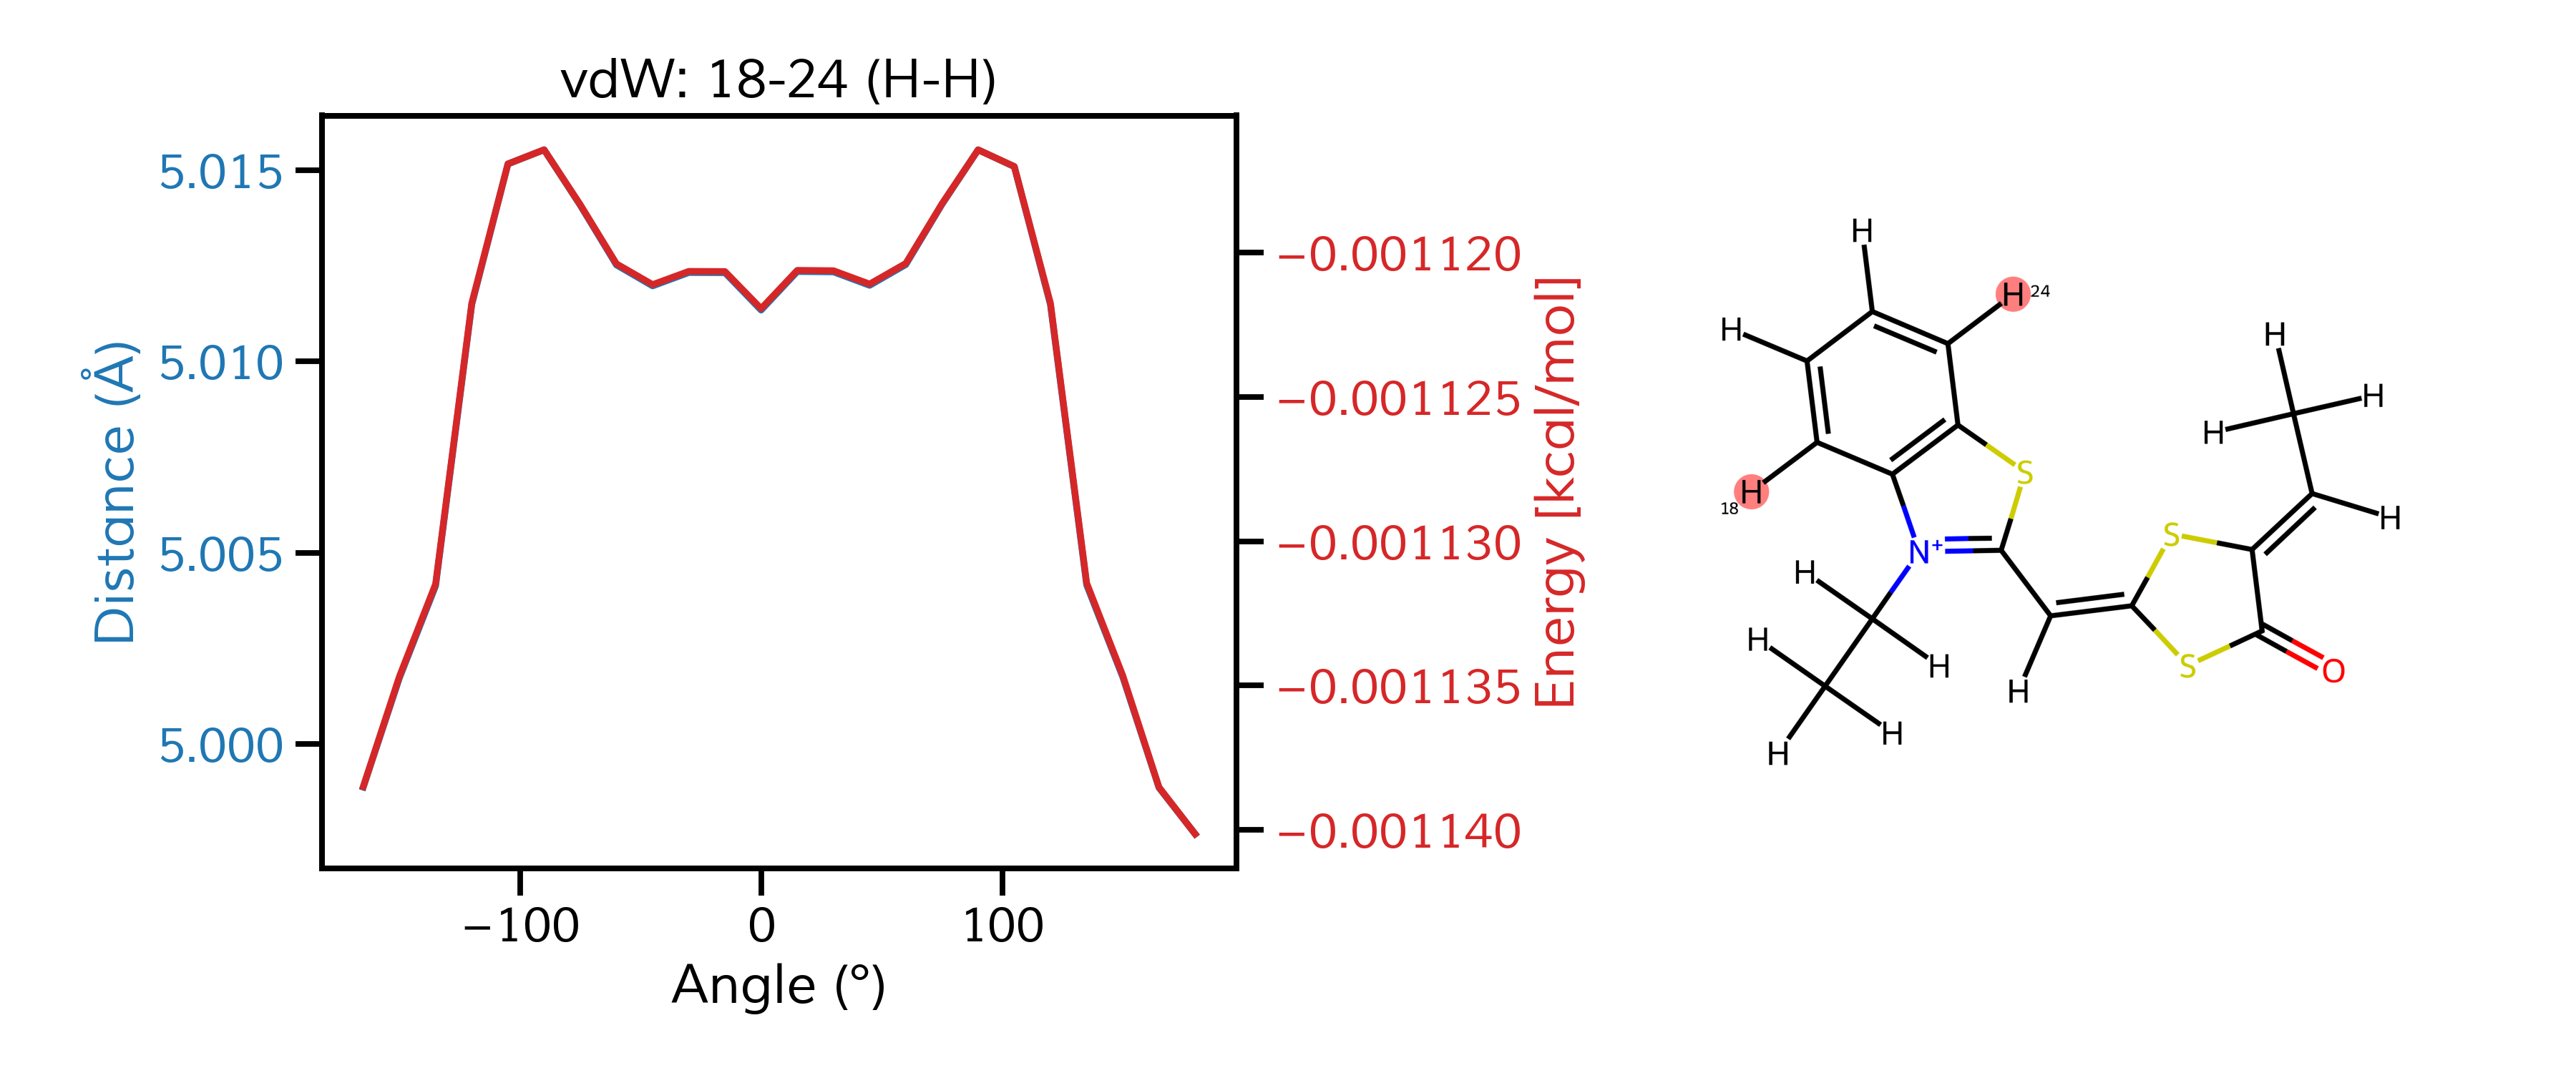 vdW: 18-24 (H-H)
5.015
5.010
5.005
5.000
Distance (Å)
−0.001120
−0.001125
−0.001130
−0.001135
−0.001140
Energy [kcal/mol]
−100
0
100
Angle (°)
H
H 24
H
H
H
H
H
S
H 18
S
H
N+
H
H
H
S
O
H
H
H